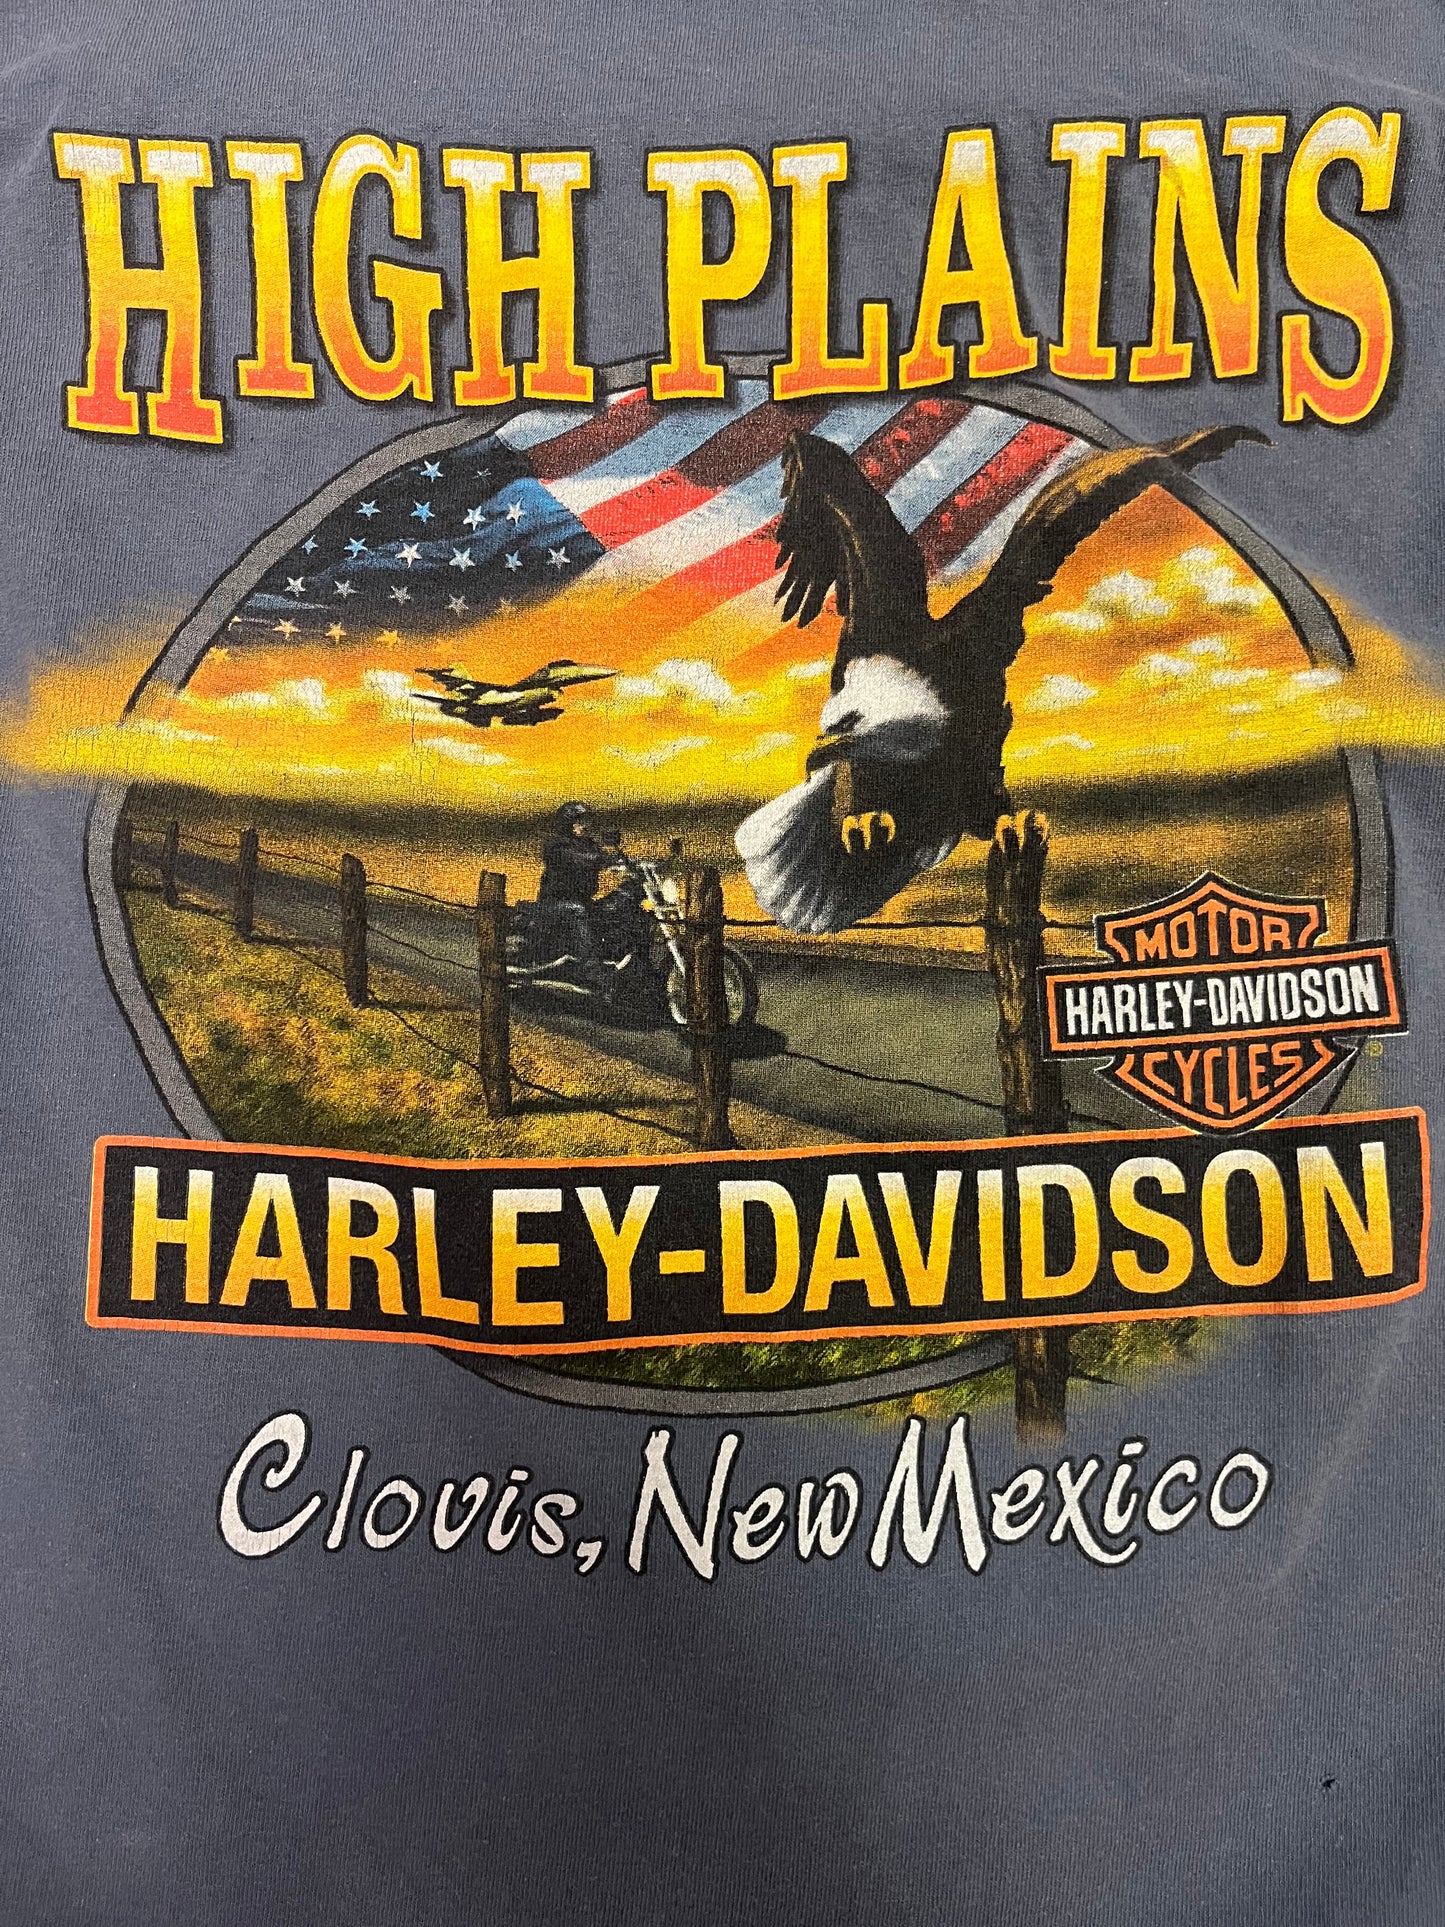 HIGH PLAINS
MOTOR
HARLEY-DAVIDSON
CYCLES
®
HARLEY-DAVIDSON
Clovis, New Mexico